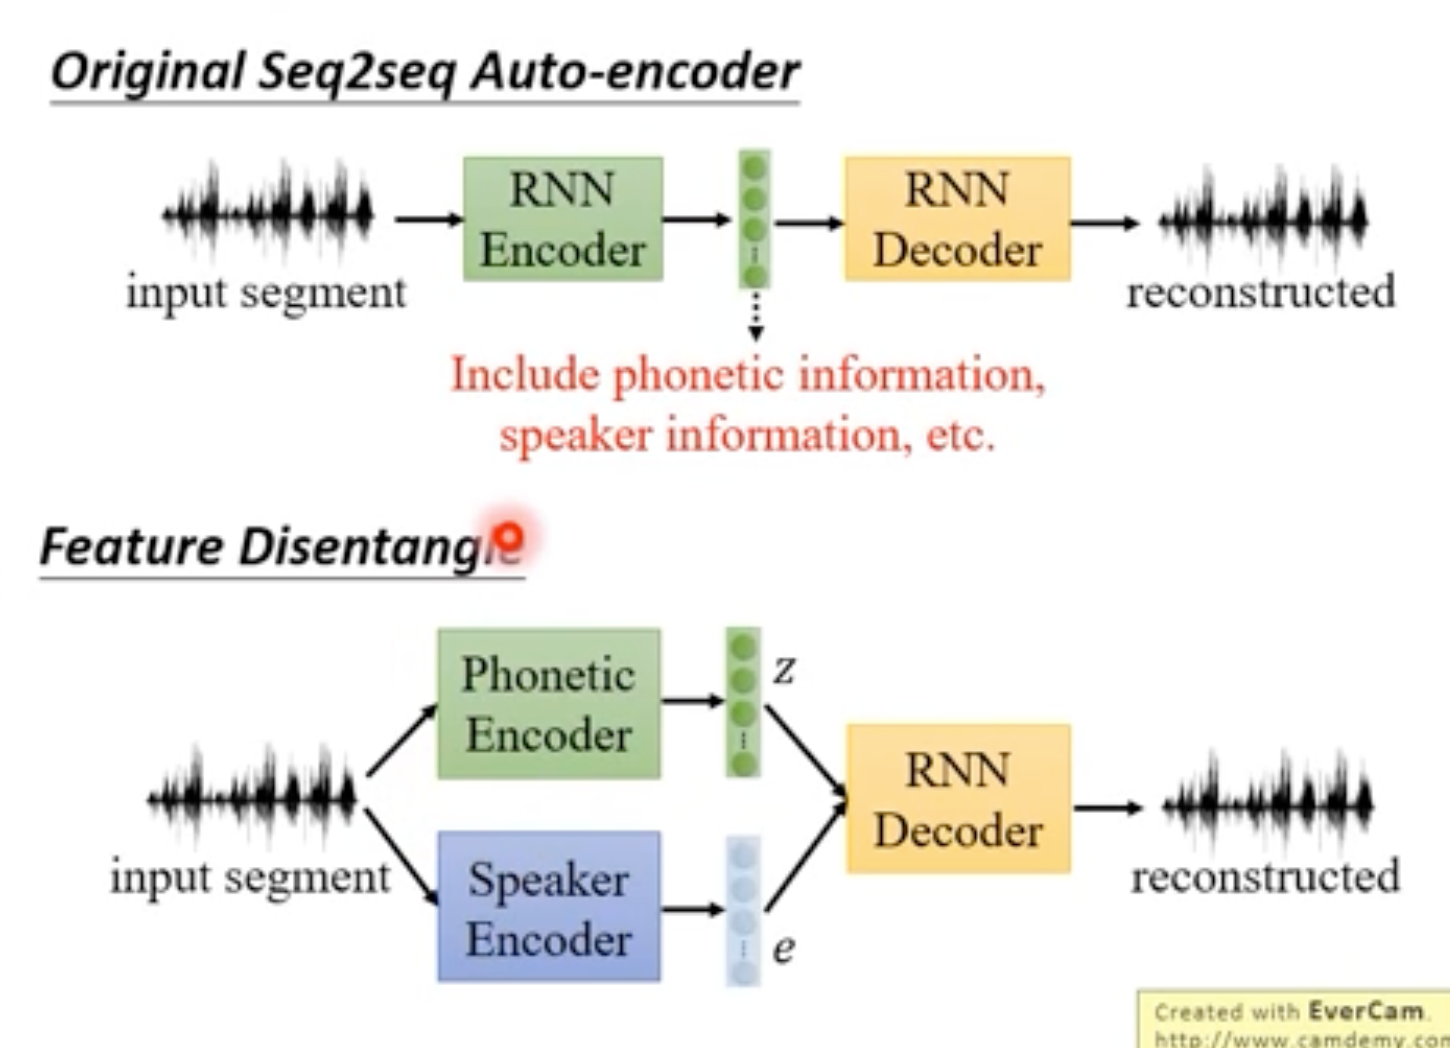 Original Seq2seq Auto-encoder
RNN
Encoder
RNN
Decoder
input segment
reconstructed
Include phonetic information,
speaker information, etc.
Feature Disentangle
Phonetic
Encoder
z
RNN
Decoder
input segment
reconstructed
Speaker
Encoder
e
Created with EverCam.
http://www.camdemy.com